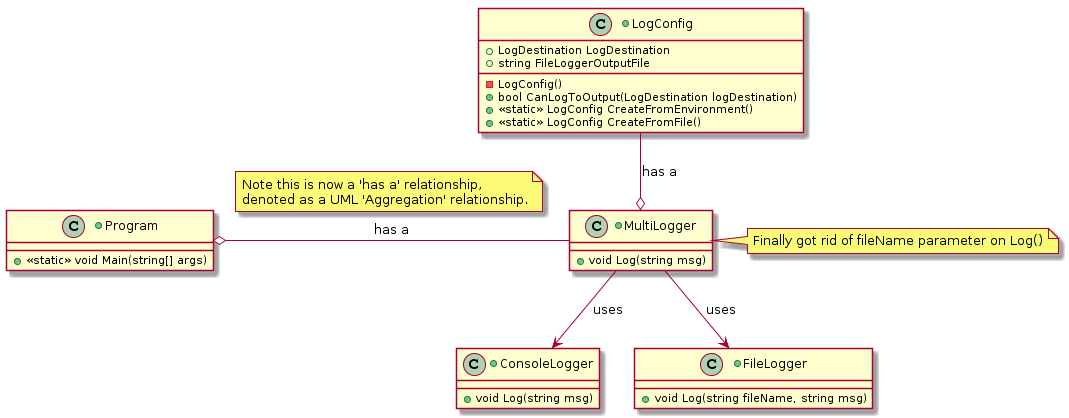 C LogConfig
LogDestination LogDestination
string FileLoggerOutputFile
LogConfig()
bool CanLogToOutput(LogDestination logDestination)
«static» LogConfig CreateFromEnvironment()
«static» LogConfig CreateFromFile()
has a
Note this is now a 'has a' relationship,
denoted as a UML 'Aggregation' relationship.
C Program
«static» void Main(string[] args)
has a
C MultiLogger
void Log(string msg)
Finally got rid of fileName parameter on Log()
uses
uses
C ConsoleLogger
void Log(string msg)
C FileLogger
void Log(string fileName, string msg)